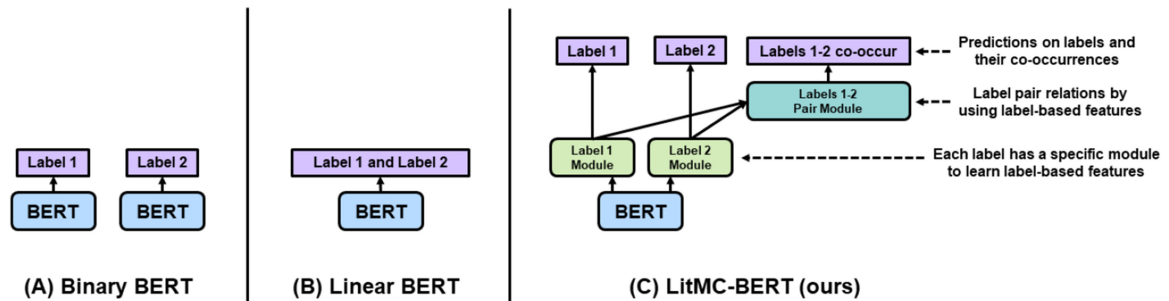 Label 1
Label 2
BERT
BERT
(A) Binary BERT
Label 1 and Label 2
BERT
(B) Linear BERT
Label 1
Label 2
Labels 1-2 co-occur
Predictions on labels and
their co-occurrences
Labels 1-2
Pair Module
Label pair relations by
using label-based features
Label 1
Module
Label 2
Module
Each label has a specific module
to learn label-based features
BERT
(C) LitMC-BERT (ours)